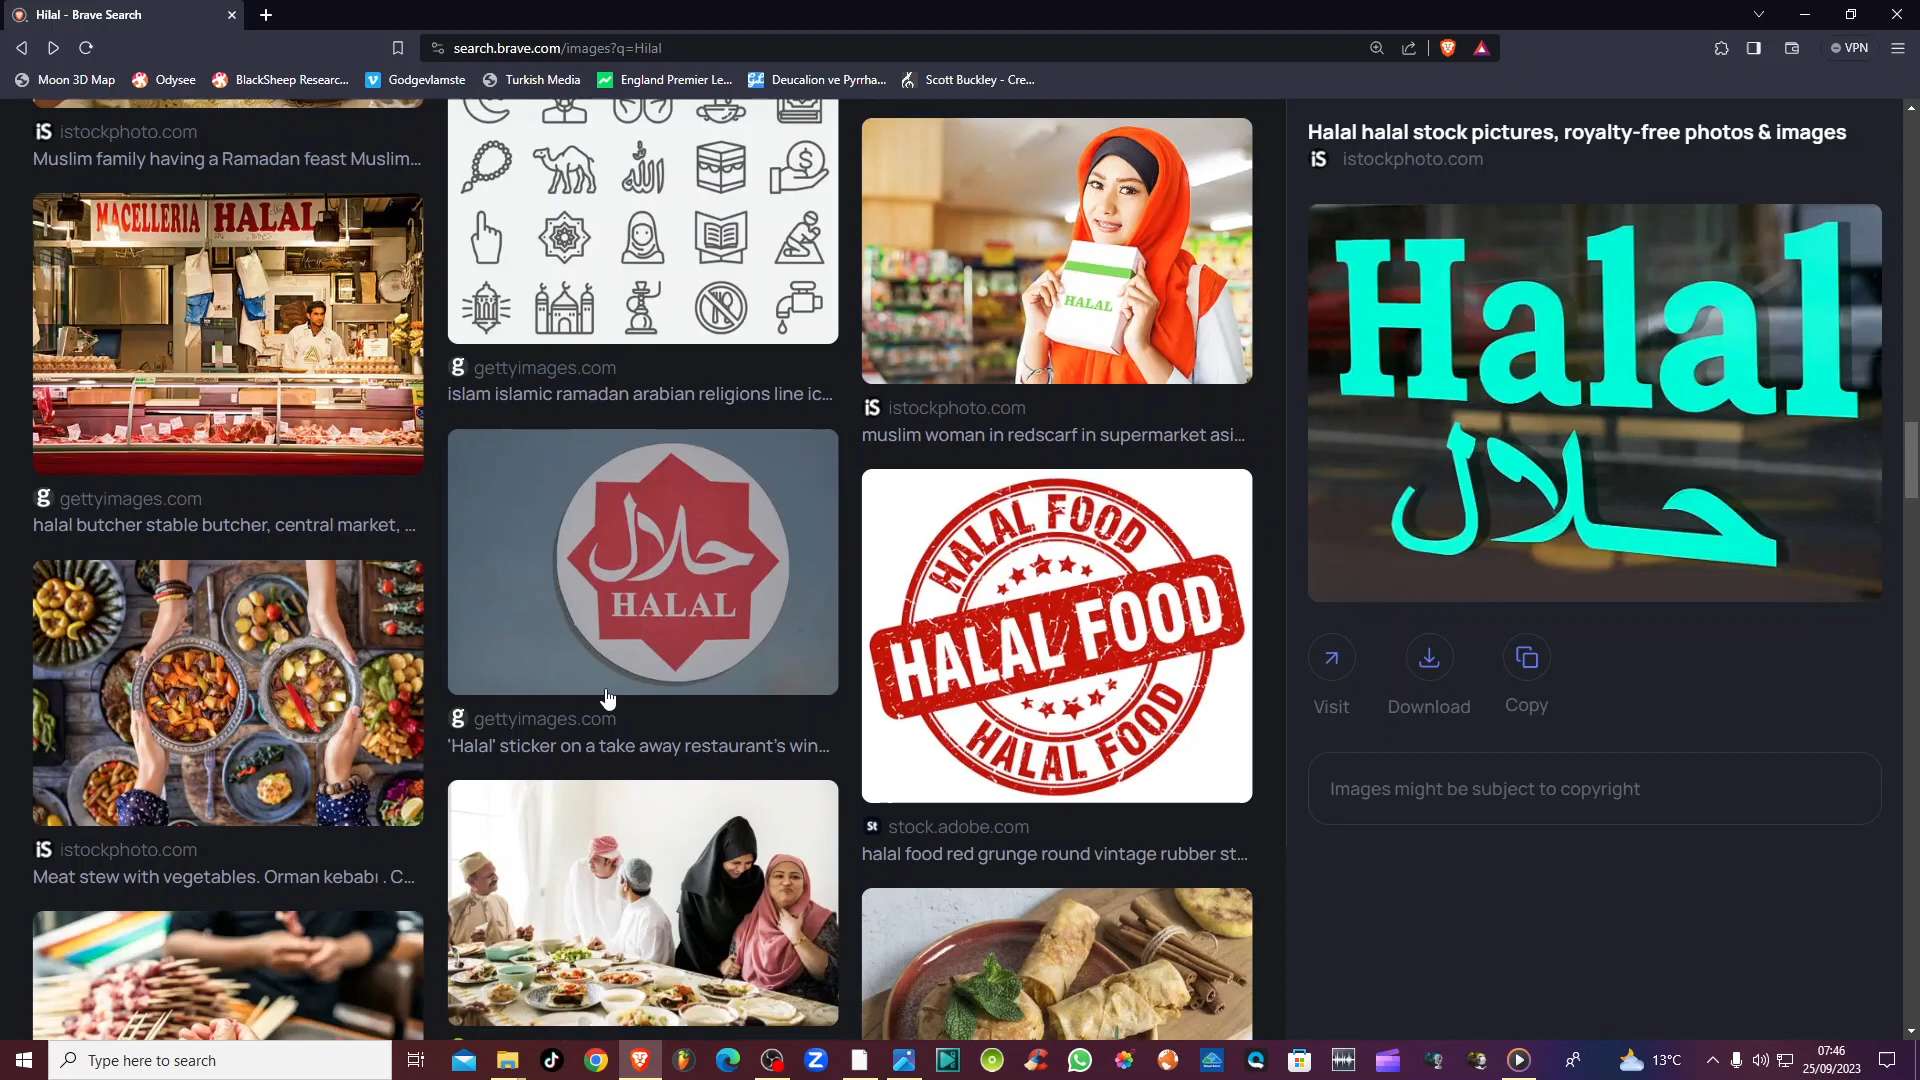 Hilal - Brave Search
search.brave.com/images?q=Hilal
VPN
Moon 3D Map
Odysee
BlackSheep Researc...
Godgevlamste
Turkish Media
England Premier Le...
Deucalion ve Pyrrha...
Scott Buckley - Cre...
iS istockphoto.com
Muslim family having a Ramadan feast Muslim...
MACELLERIA HALAL
gettyimages.com
halal butcher stable butcher, central market, ...
iS istockphoto.com
Meat stew with vegetables. Orman kebabı . C...
الله
gettyimages.com
islam islamic ramadan arabian religions line ic...
حلال
HALAL
gettyimages.com
'Halal' sticker on a take away restaurant's win...
HALAL
iS istockphoto.com
muslim woman in redscarf in supermarket asi...
HALAL FOOD
HALAL FOOD
HALAL FOOD
St stock.adobe.com
halal food red grunge round vintage rubber st...
Halal halal stock pictures, royalty-free photos & images
iS istockphoto.com
Halal
حلال
Visit
Download
Copy
Images might be subject to copyright
Type here to search
13°C
07:46
25/09/2023